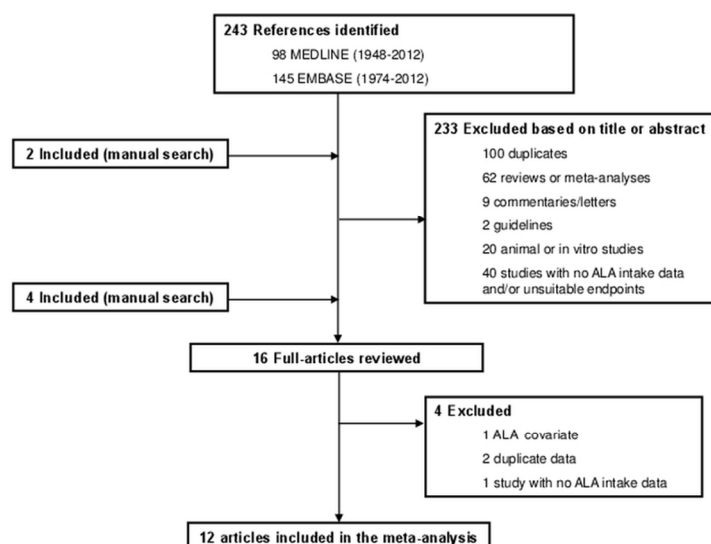 243 References identified
98 MEDLINE (1948-2012)
145 EMBASE (1974-2012)
2 Included (manual search)
233 Excluded based on title or abstract
100 duplicates
62 reviews or meta-analyses
9 commentaries/letters
2 guidelines
20 animal or in vitro studies
40 studies with no ALA intake data
and/or unsuitable endpoints
4 Included (manual search)
16 Full-articles reviewed
4 Excluded
1 ALA covariate
2 duplicate data
1 study with no ALA intake data
12 articles included in the meta-analysis